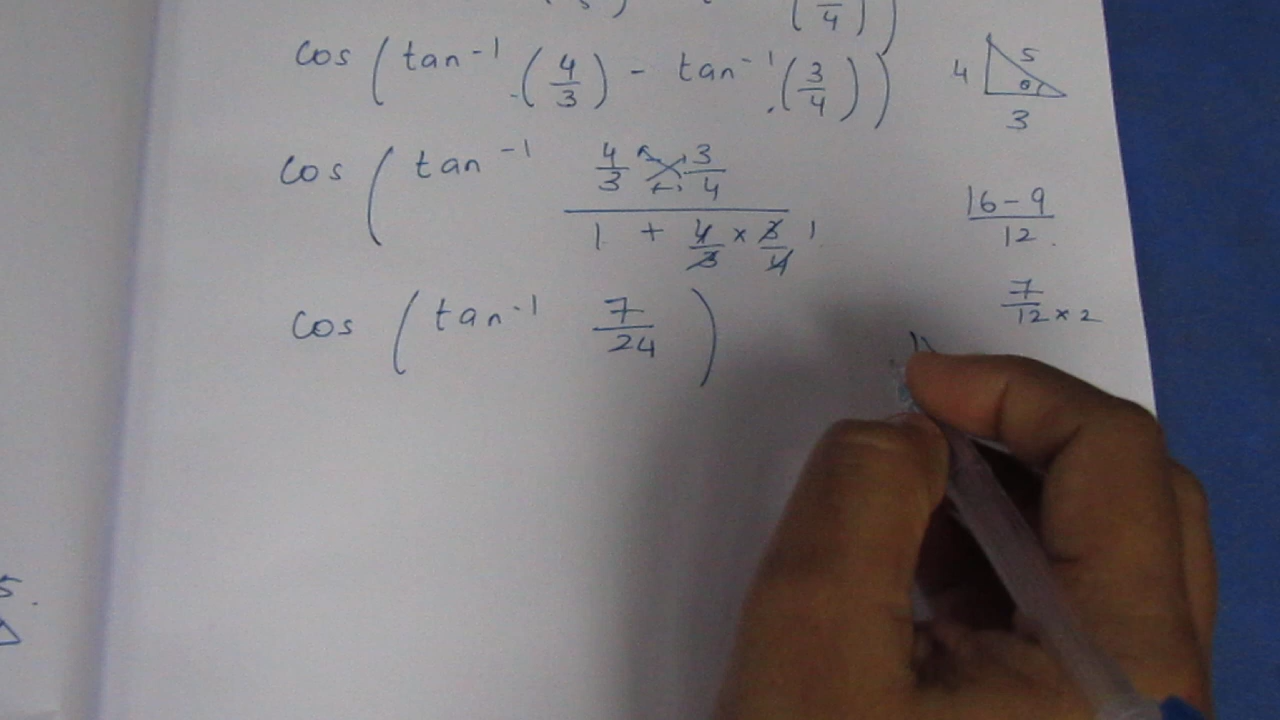 cos ( tan⁻¹ (4/3) - tan⁻¹ (3/4) )
4 5 θ 3
cos ( tan⁻¹ 4/3 3/4
1 + 4/3 × 3/4 1
16 - 9
12
cos ( tan⁻¹ 7/24 )
7
12 × 2